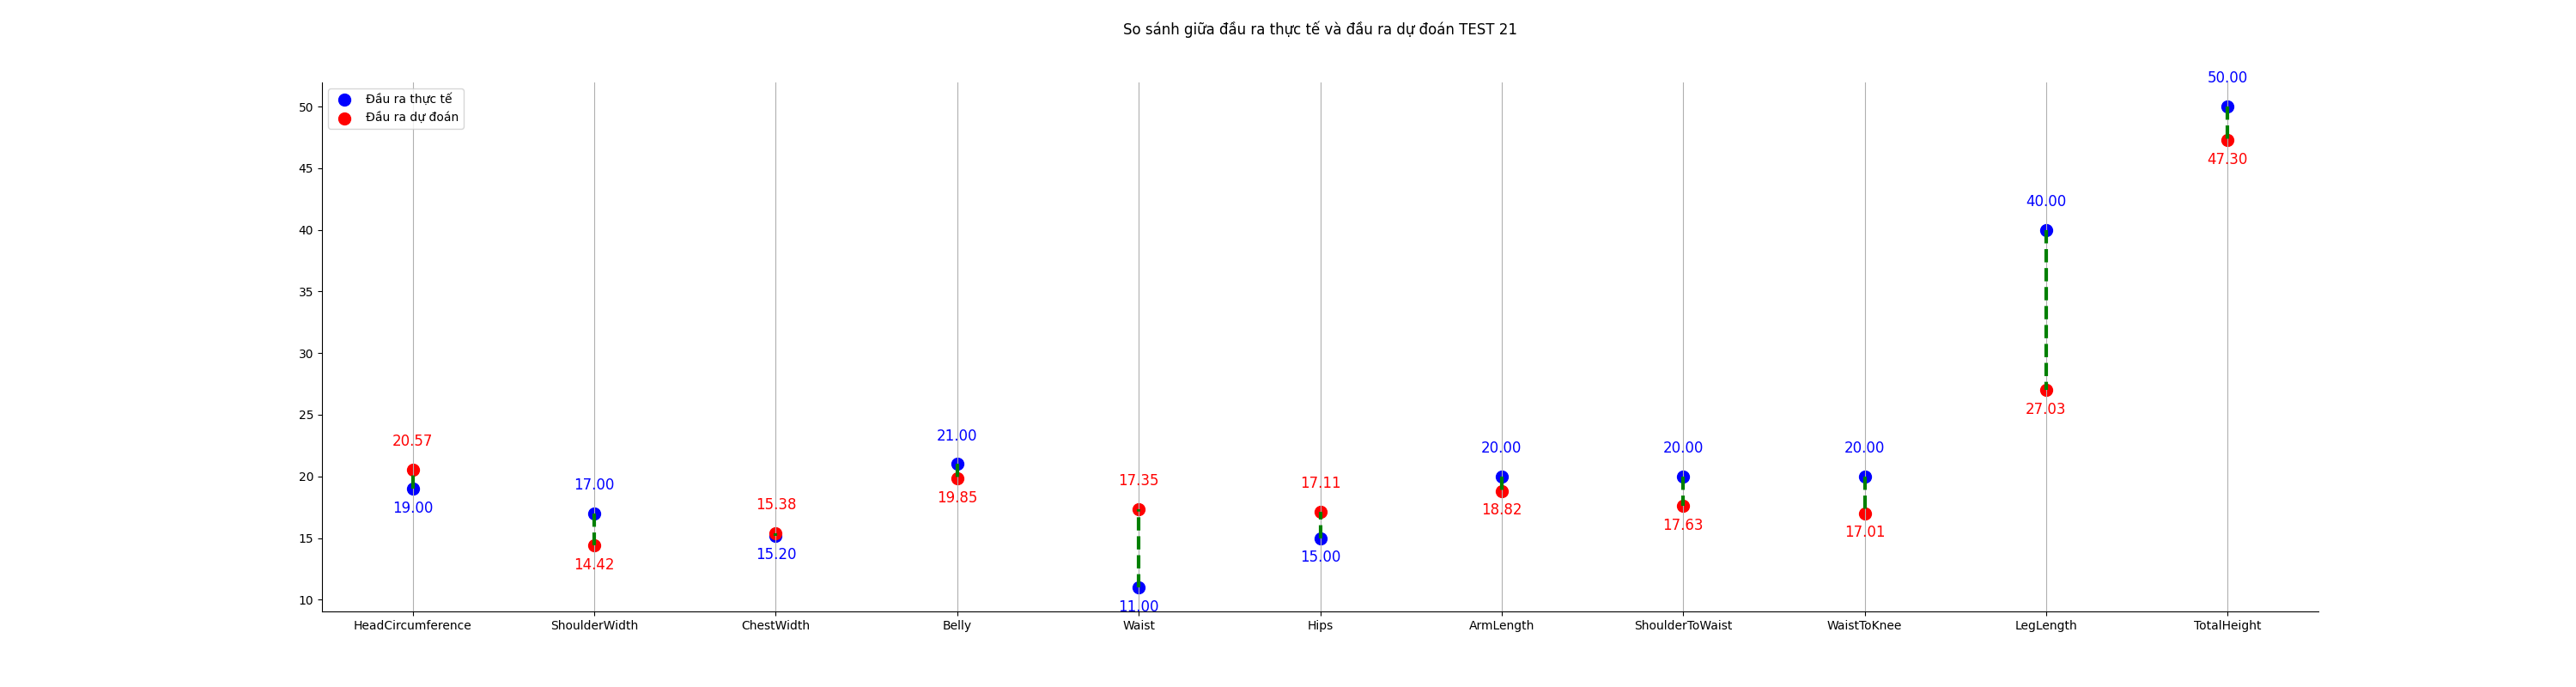 So sánh giữa đầu ra thực tế và đầu ra dự đoán TEST 21
Đầu ra thực tế
Đầu ra dự đoán
50
45
40
35
30
25
20
15
10
20.57
19.00
17.00
14.42
15.38
15.20
21.00
19.85
17.35
11.00
17.11
15.00
20.00
18.82
20.00
17.63
20.00
17.01
40.00
27.03
50.00
47.30
HeadCircumference
ShoulderWidth
ChestWidth
Belly
Waist
Hips
ArmLength
ShoulderToWaist
WaistToKnee
LegLength
TotalHeight